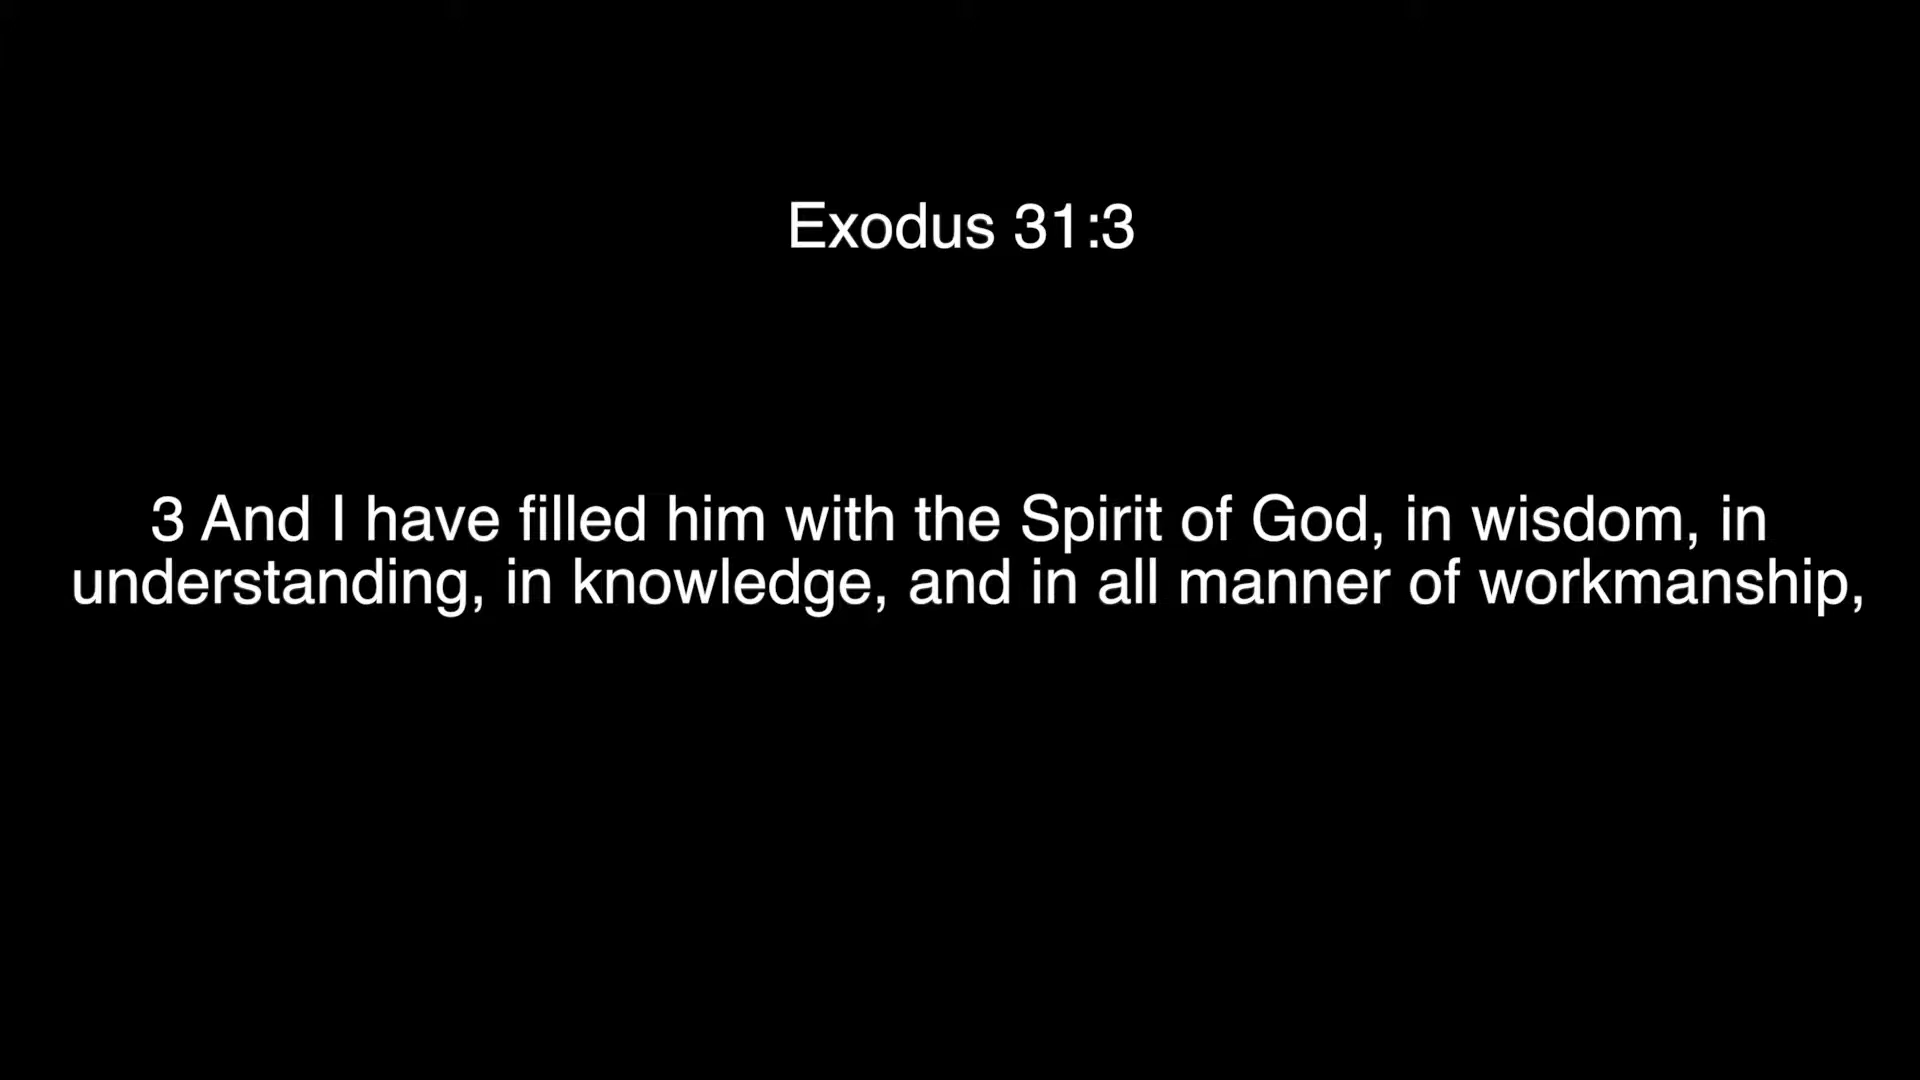 Exodus 31:3
3 And I have filled him with the Spirit of God, in wisdom, in
understanding, in knowledge, and in all manner of workmanship,